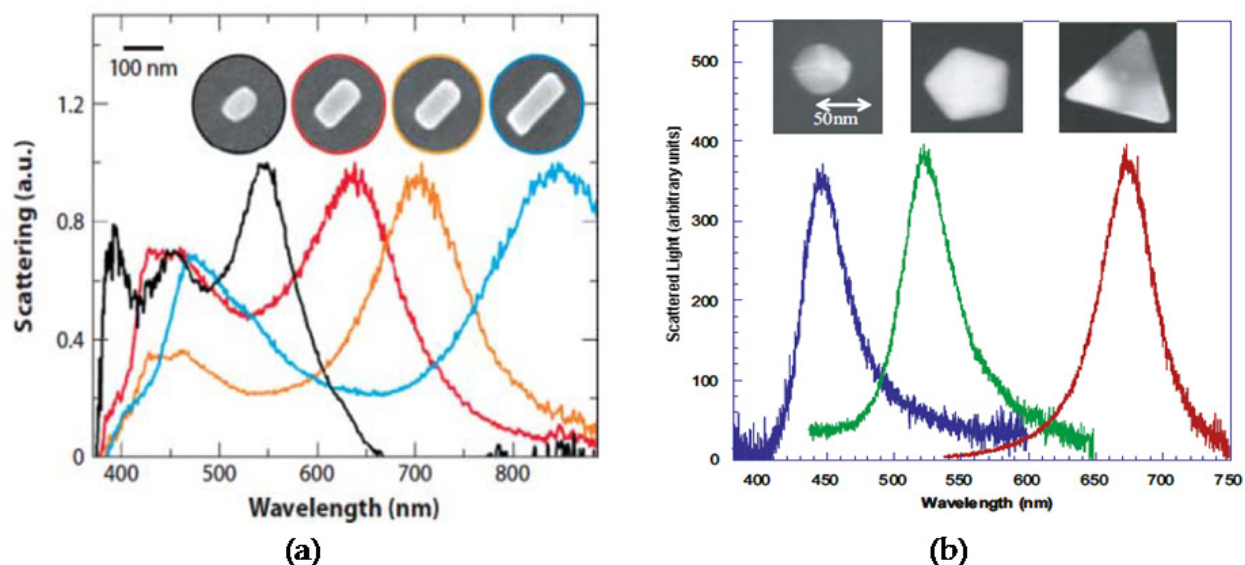 100 nm
1.2
0.8
0.4
0
Scattering (a.u.)
400 500 600 700 800
Wavelength (nm)
(a)
50nm
500
400
300
200
100
0
Scattered Light (arbitrary units)
400 450 500 550 600 650 700 750
Wavelength (nm)
(b)